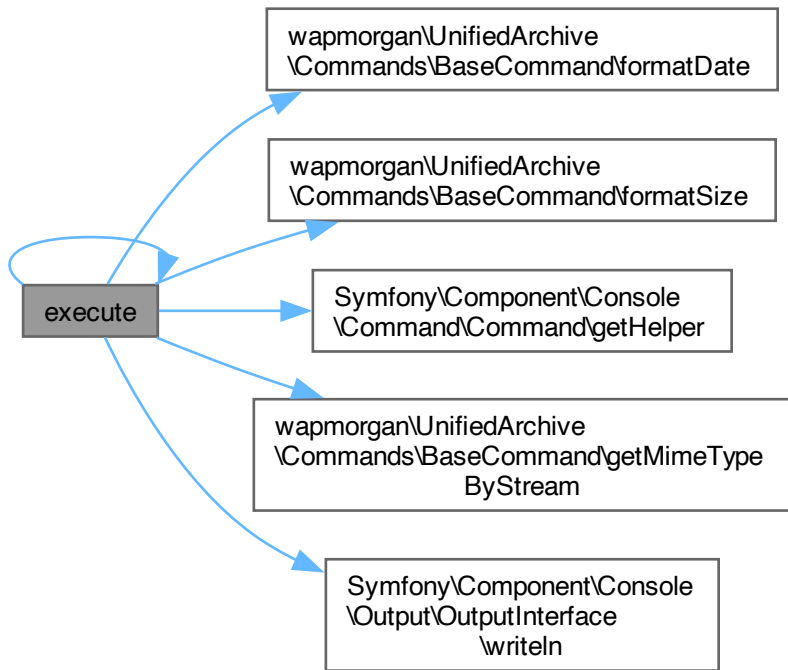 wapmorgan\UnifiedArchive
\Commands\BaseCommand\formatDate
wapmorgan\UnifiedArchive
\Commands\BaseCommand\formatSize
execute
Symfony\Component\Console
\Command\Command\getHelper
wapmorgan\UnifiedArchive
\Commands\BaseCommand\getMimeType
ByStream
Symfony\Component\Console
\Output\OutputInterface
\writeln